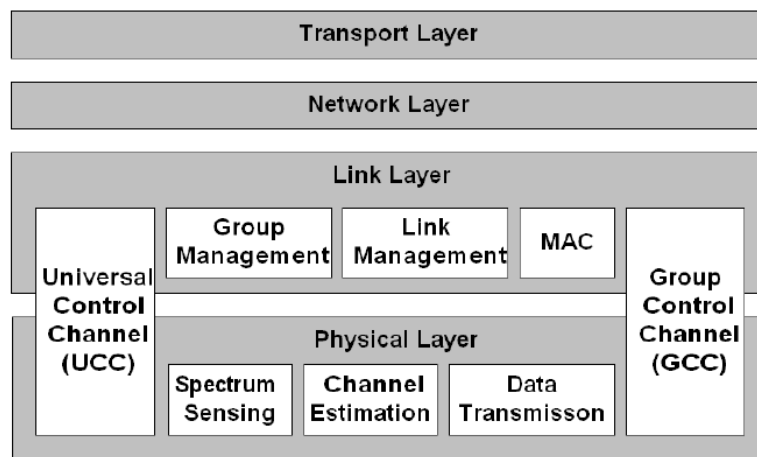 Transport Layer
Network Layer
Link Layer
Universal
Control
Channel
(UCC)
Group
Management
Link
Management
MAC
Group
Control
Channel
(GCC)
Physical Layer
Spectrum
Sensing
Channel
Estimation
Data
Transmisson